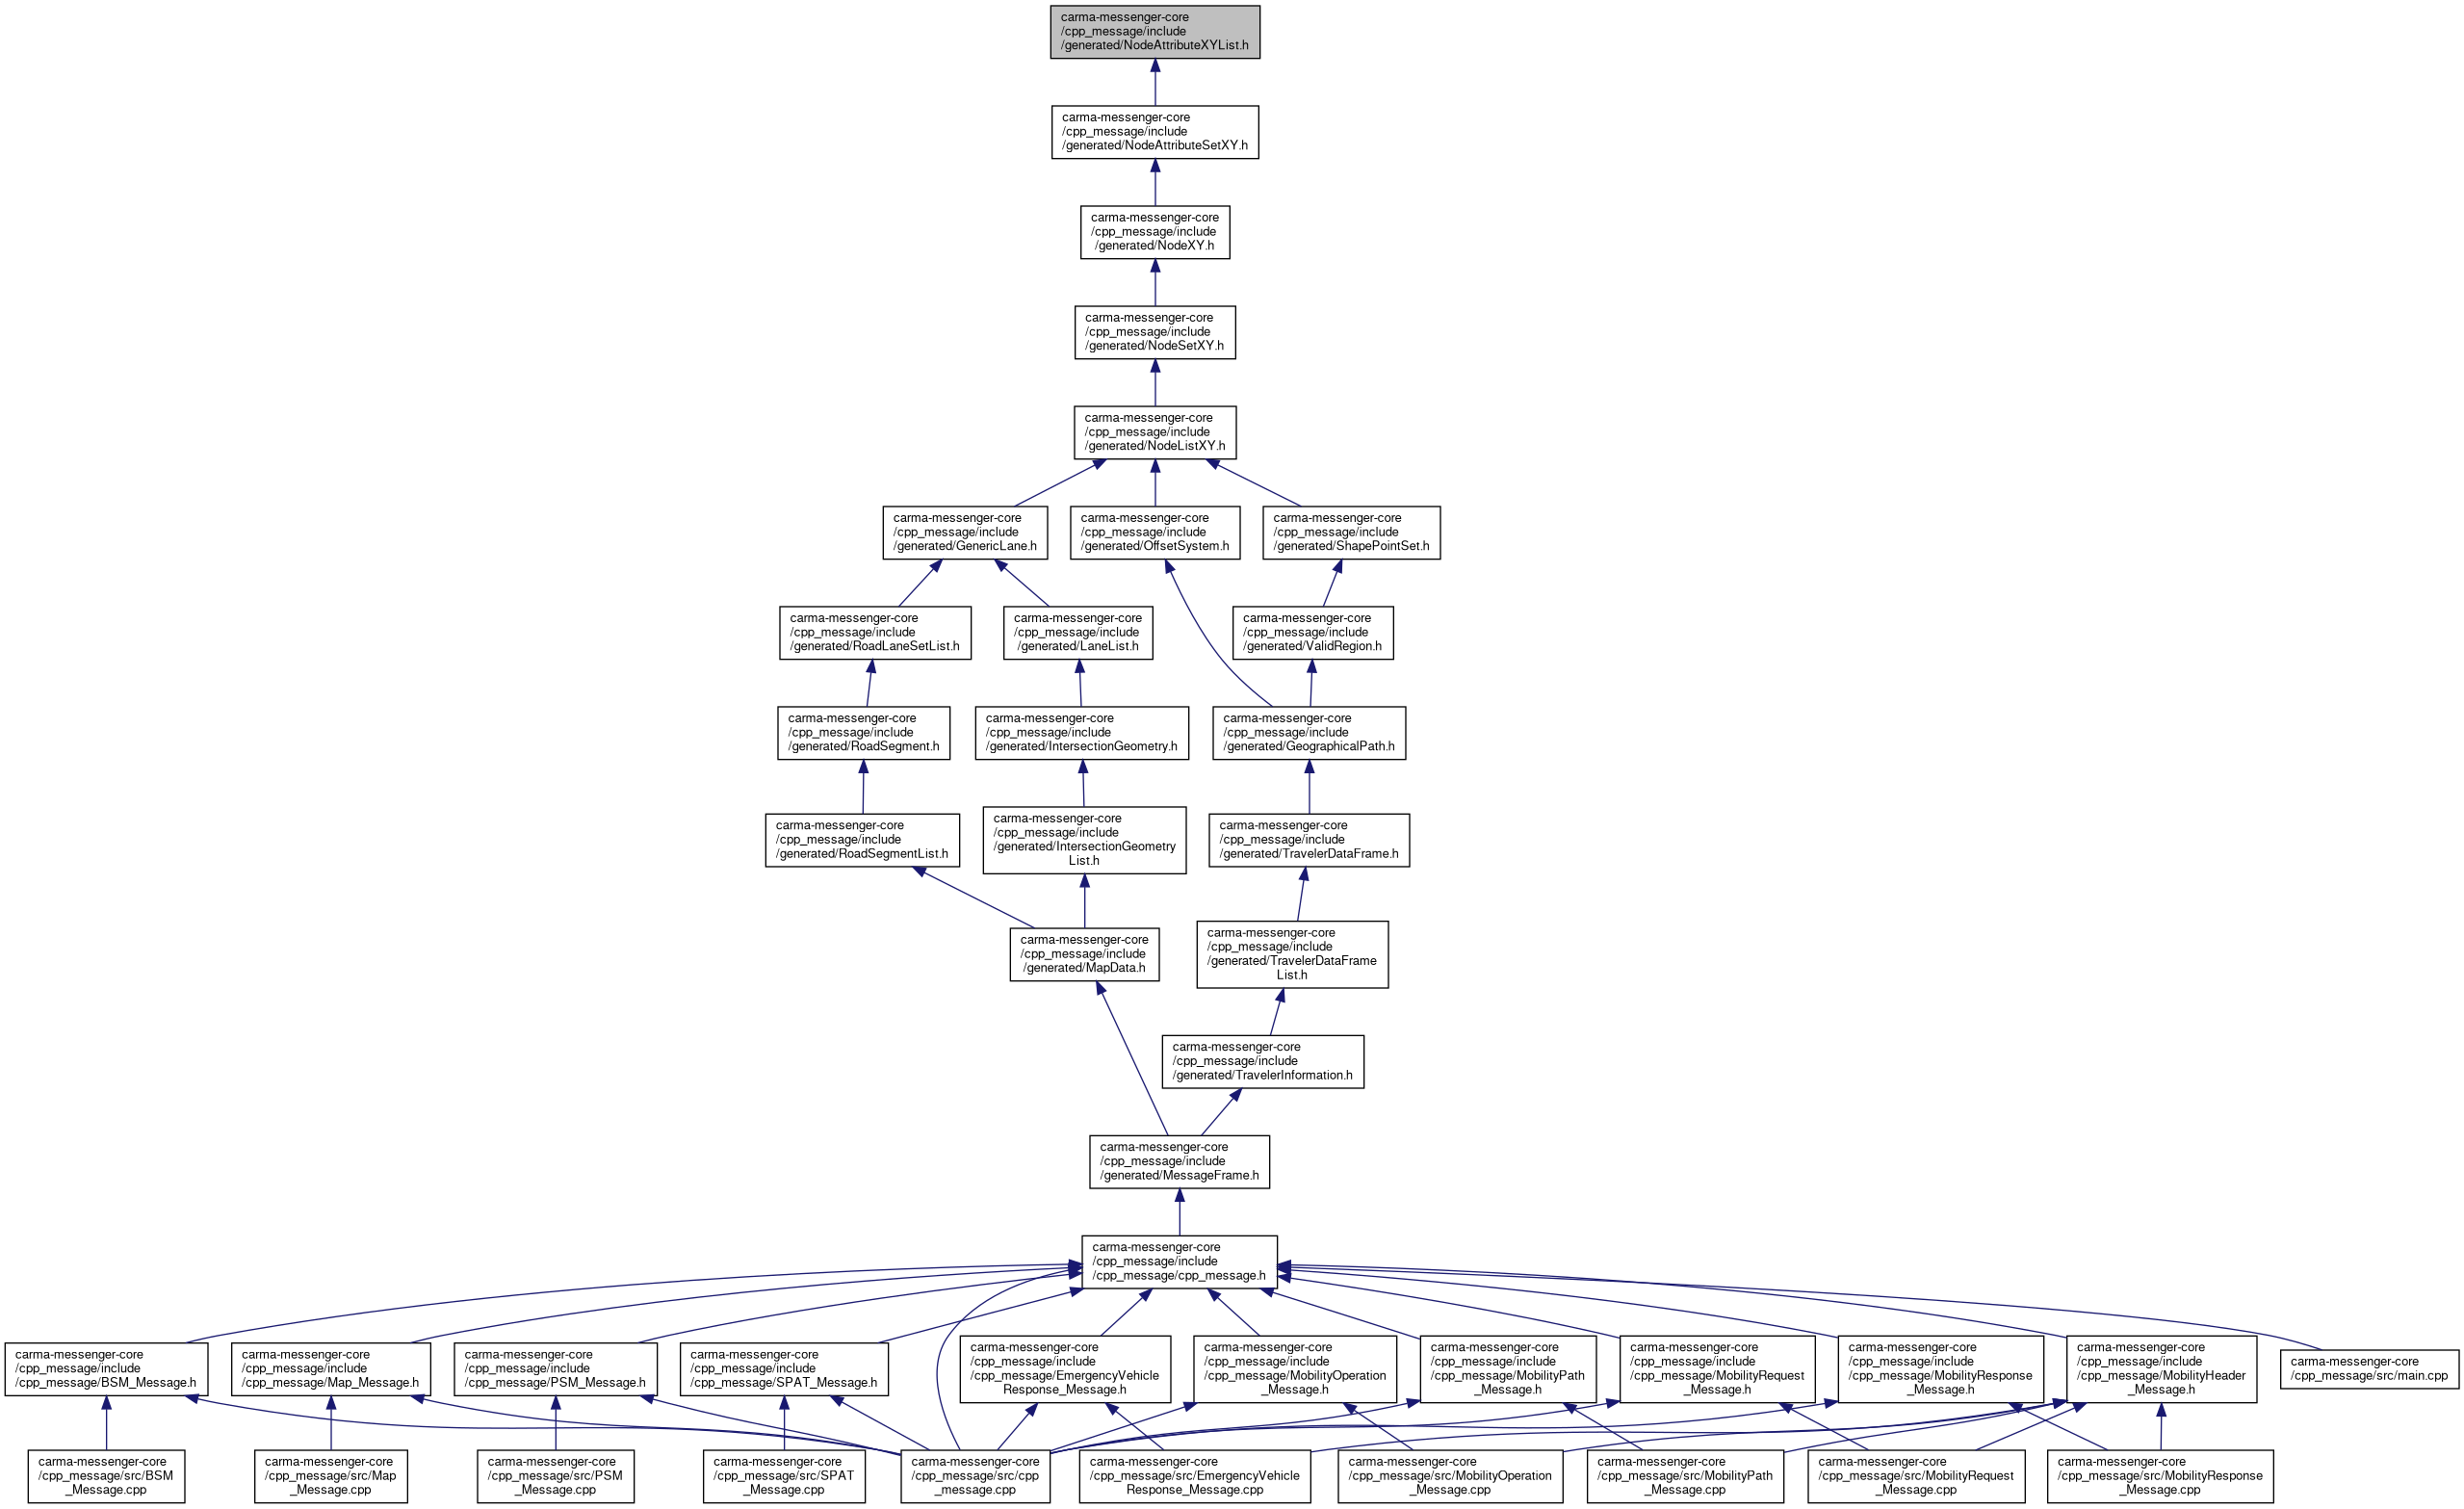 carma-messenger-core
/cpp_message/include
/generated/NodeAttributeXYList.h
carma-messenger-core
/cpp_message/include
/generated/NodeAttributeSetXY.h
carma-messenger-core
/cpp_message/include
/generated/NodeXY.h
carma-messenger-core
/cpp_message/include
/generated/NodeSetXY.h
carma-messenger-core
/cpp_message/include
/generated/NodeListXY.h
carma-messenger-core
/cpp_message/include
/generated/GenericLane.h
carma-messenger-core
/cpp_message/include
/generated/OffsetSystem.h
carma-messenger-core
/cpp_message/include
/generated/ShapePointSet.h
carma-messenger-core
/cpp_message/include
/generated/RoadLaneSetList.h
carma-messenger-core
/cpp_message/include
/generated/LaneList.h
carma-messenger-core
/cpp_message/include
/generated/ValidRegion.h
carma-messenger-core
/cpp_message/include
/generated/RoadSegment.h
carma-messenger-core
/cpp_message/include
/generated/IntersectionGeometry.h
carma-messenger-core
/cpp_message/include
/generated/GeographicalPath.h
carma-messenger-core
/cpp_message/include
/generated/RoadSegmentList.h
carma-messenger-core
/cpp_message/include
/generated/IntersectionGeometry
List.h
carma-messenger-core
/cpp_message/include
/generated/TravelerDataFrame.h
carma-messenger-core
/cpp_message/include
/generated/MapData.h
carma-messenger-core
/cpp_message/include
/generated/TravelerDataFrame
List.h
carma-messenger-core
/cpp_message/include
/generated/TravelerInformation.h
carma-messenger-core
/cpp_message/include
/generated/MessageFrame.h
carma-messenger-core
/cpp_message/include
/cpp_message/cpp_message.h
carma-messenger-core
/cpp_message/include
/cpp_message/BSM_Message.h
carma-messenger-core
/cpp_message/include
/cpp_message/Map_Message.h
carma-messenger-core
/cpp_message/include
/cpp_message/PSM_Message.h
carma-messenger-core
/cpp_message/include
/cpp_message/SPAT_Message.h
carma-messenger-core
/cpp_message/include
/cpp_message/EmergencyVehicle
Response_Message.h
carma-messenger-core
/cpp_message/include
/cpp_message/MobilityOperation
_Message.h
carma-messenger-core
/cpp_message/include
/cpp_message/MobilityPath
_Message.h
carma-messenger-core
/cpp_message/include
/cpp_message/MobilityRequest
_Message.h
carma-messenger-core
/cpp_message/include
/cpp_message/MobilityResponse
_Message.h
carma-messenger-core
/cpp_message/include
/cpp_message/MobilityHeader
_Message.h
carma-messenger-core
/cpp_message/src/main.cpp
carma-messenger-core
/cpp_message/src/BSM
_Message.cpp
carma-messenger-core
/cpp_message/src/Map
_Message.cpp
carma-messenger-core
/cpp_message/src/PSM
_Message.cpp
carma-messenger-core
/cpp_message/src/SPAT
_Message.cpp
carma-messenger-core
/cpp_message/src/cpp
_message.cpp
carma-messenger-core
/cpp_message/src/EmergencyVehicle
Response_Message.cpp
carma-messenger-core
/cpp_message/src/MobilityOperation
_Message.cpp
carma-messenger-core
/cpp_message/src/MobilityPath
_Message.cpp
carma-messenger-core
/cpp_message/src/MobilityRequest
_Message.cpp
carma-messenger-core
/cpp_message/src/MobilityResponse
_Message.cpp